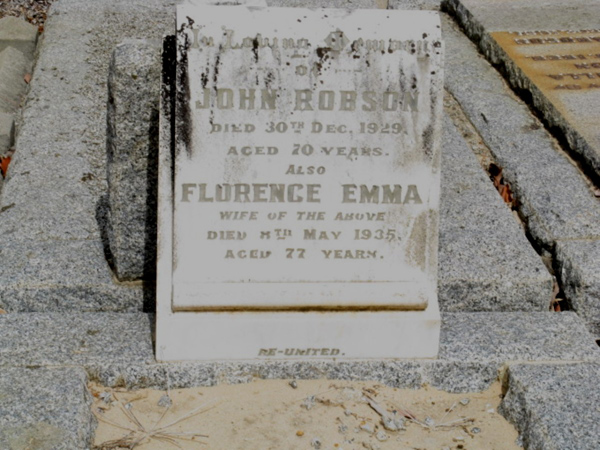 In Loving Memory
of
JOHN ROBSON
DIED 30TH DEC. 1929.
AGED 70 YEARS.
ALSO
FLORENCE EMMA
WIFE OF THE ABOVE
DIED 8TH MAY 1935.
AGED 77 YEARS.
RE-UNITED.